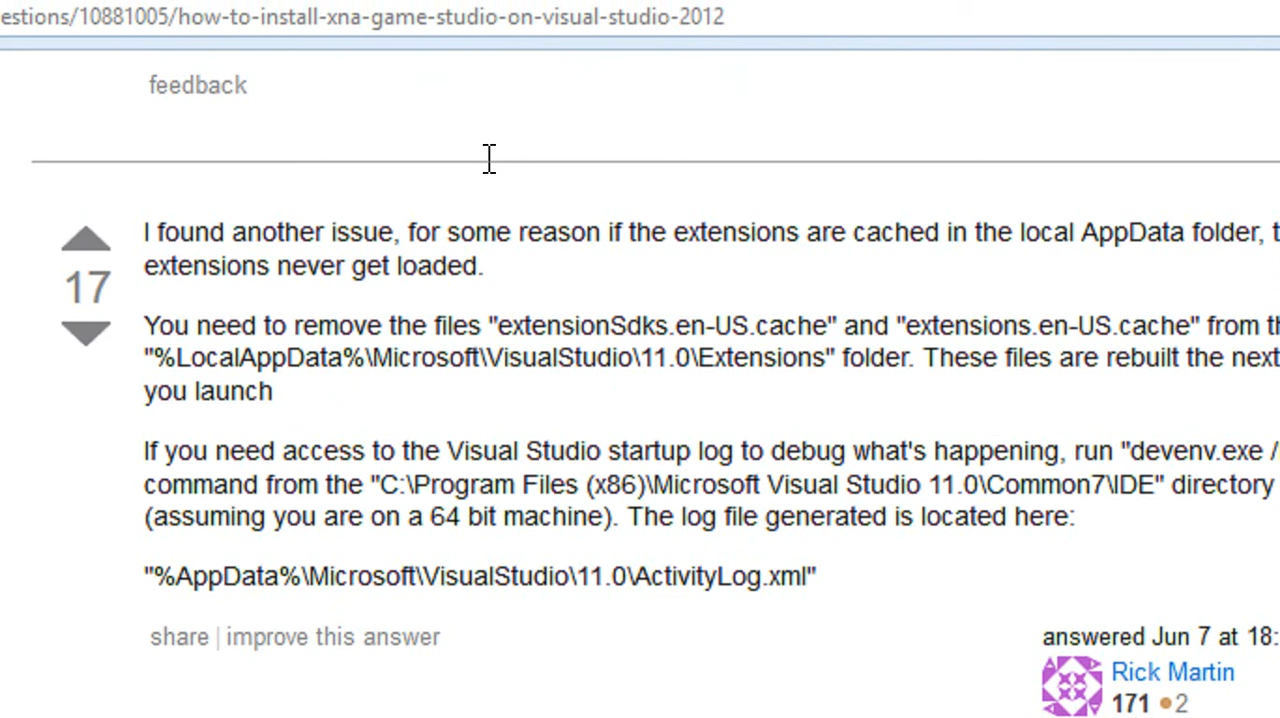 estions/10881005/how-to-install-xna-game-studio-on-visual-studio-2012
feedback
I found another issue, for some reason if the extensions are cached in the local AppData folder,
17
extensions never get loaded.
You need to remove the files "extensionSdks.en-US.cache" and "extensions.en-US.cache" from
"%LocalAppData%\Microsoft\VisualStudio\11.0\Extensions" folder. These files are rebuilt the next
you launch
If you need access to the Visual Studio startup log to debug what's happening, run "devenv.exe /
command from the "C:\Program Files (x86)\Microsoft Visual Studio 11.0\Common7\IDE" directory
(assuming you are on a 64 bit machine). The log file generated is located here:
"%AppData%\Microsoft\VisualStudio\11.0\ActivityLog.xml"
share | improve this answer
answered Jun 7 at 18:
Rick Martin
171 ●2